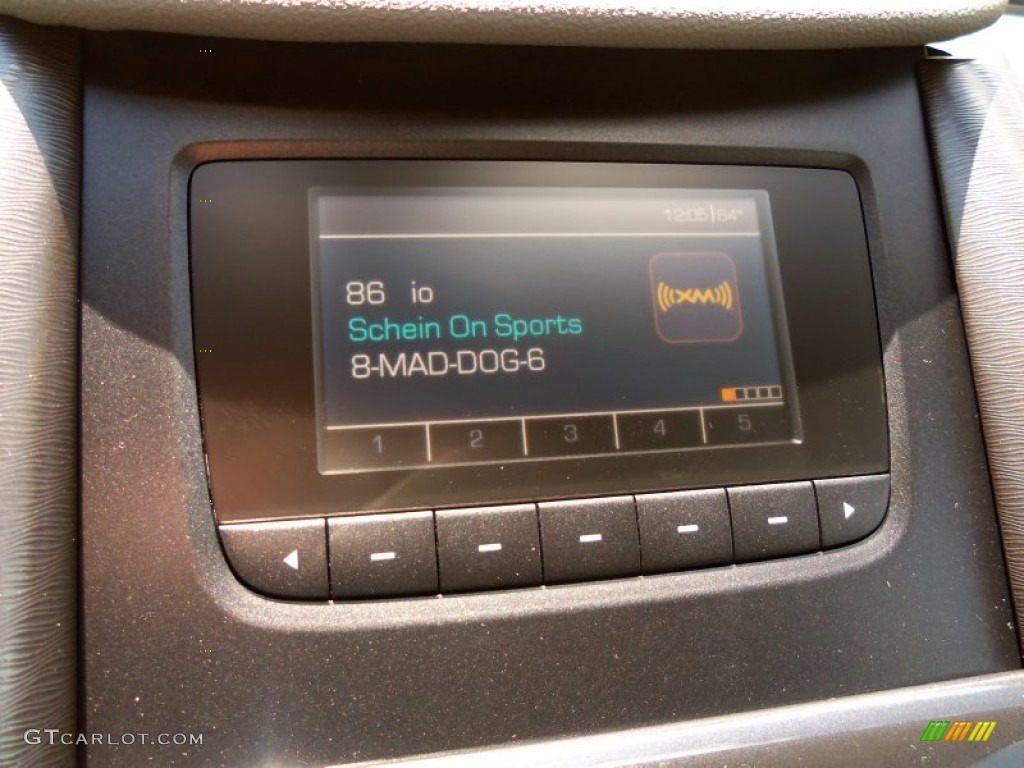 12:05 64°
86 io
Schein On Sports
8-MAD-DOG-6
(((XM)))
1 2 3 4 5
GTCARLOT.COM